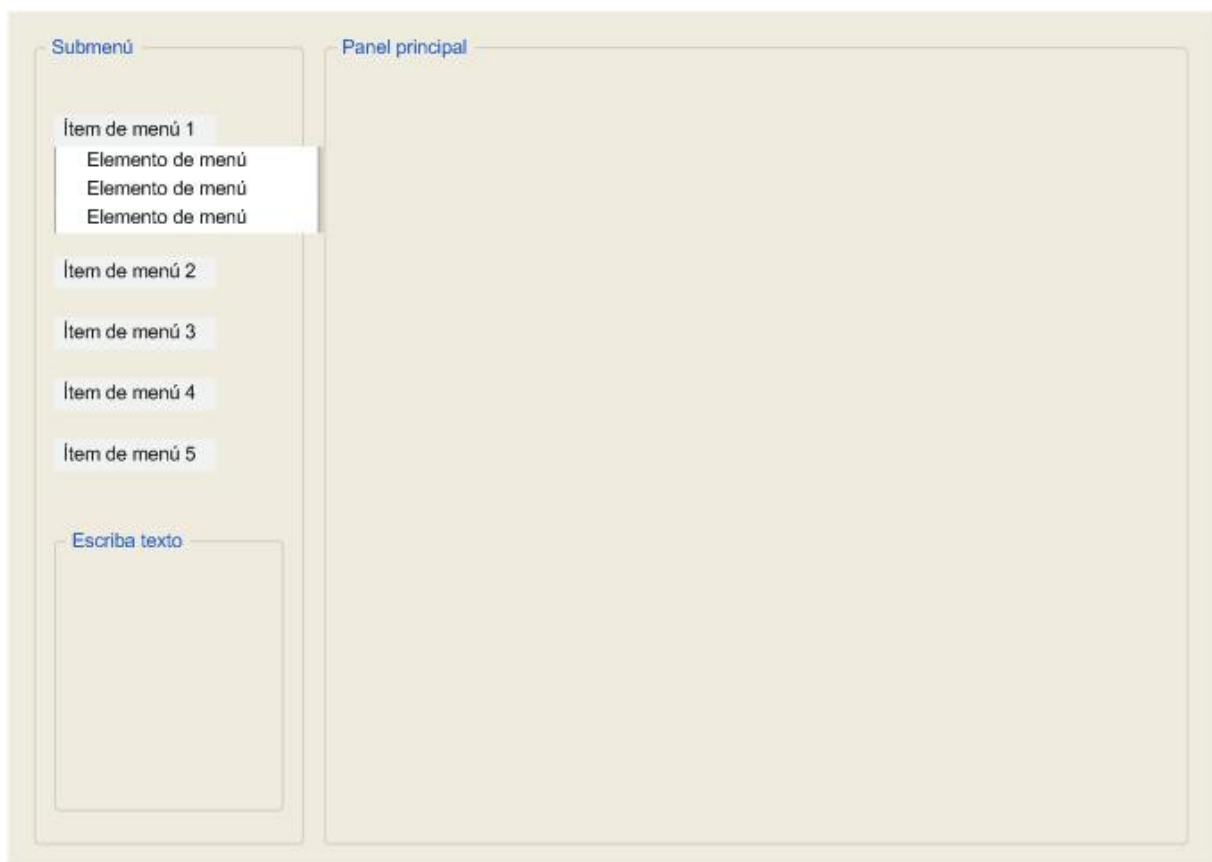 Submenú
Panel principal
Ítem de menú 1
Elemento de menú
Elemento de menú
Elemento de menú
Ítem de menú 2
Ítem de menú 3
Ítem de menú 4
Ítem de menú 5
Escriba texto